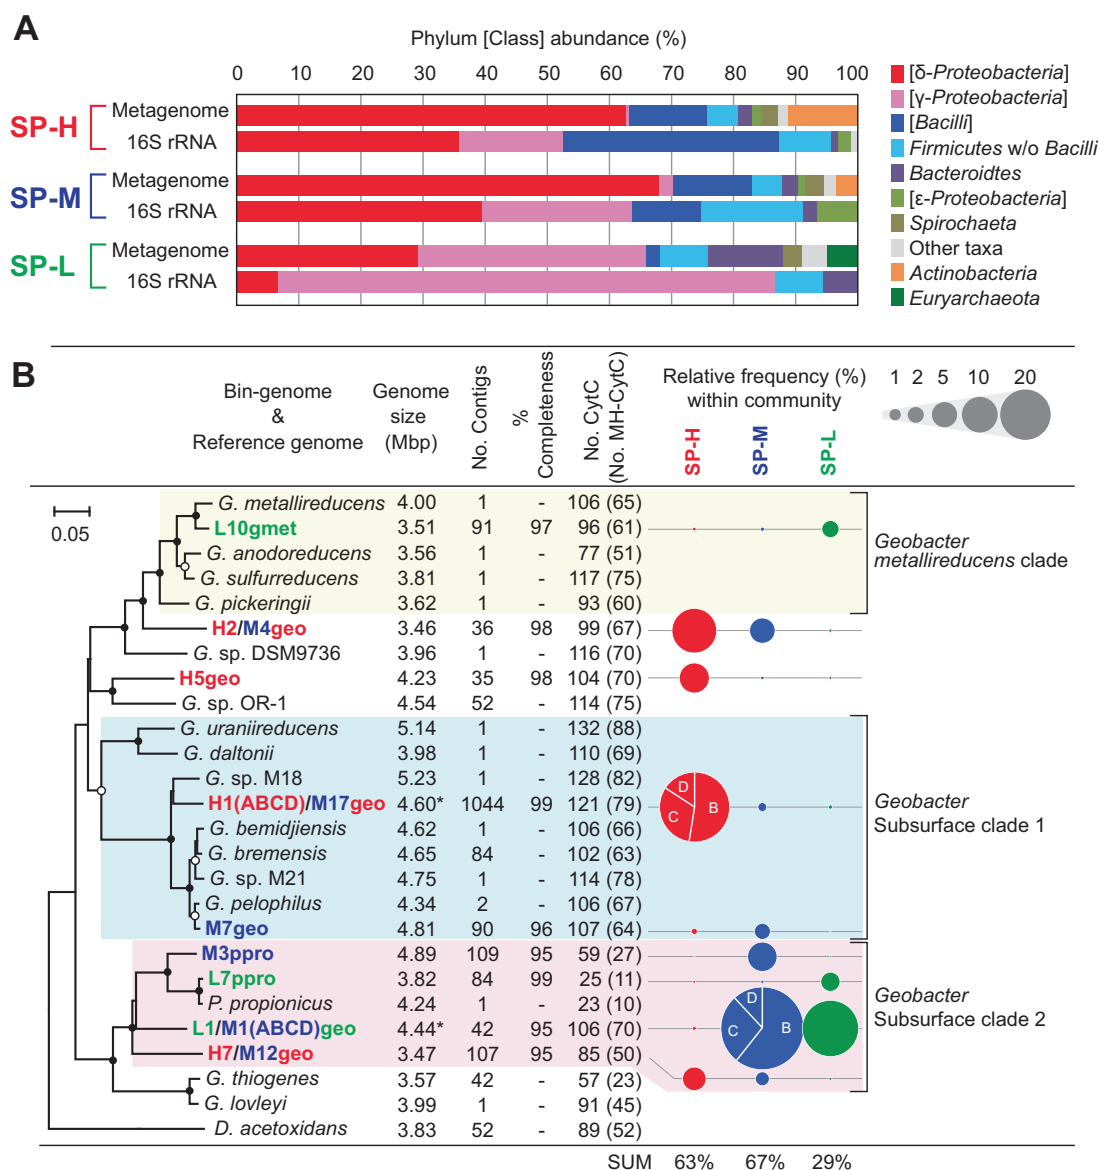 A
Phylum [Class] abundance (%)
0 10 20 30 40 50 60 70 80 90 100
SP-H
Metagenome
16S rRNA
SP-M
Metagenome
16S rRNA
SP-L
Metagenome
16S rRNA
[δ-Proteobacteria]
[γ-Proteobacteria]
[Bacilli]
Firmicutes w/o Bacilli
Bacteroidtes
[ε-Proteobacteria]
Spirochaeta
Other taxa
Actinobacteria
Euryarchaeota
B
Bin-genome
&
Reference genome
Genome
size
(Mbp)
No. Contigs
%
Completeness
No. CytC
(No. MH-CytC)
Relative frequency (%)
within community
SP-H SP-M SP-L
1 2 5 10 20
0.05
G. metallireducens 4.00 1 - 106 (65)
L10gmet 3.51 91 97 96 (61)
G. anodoreducens 3.56 1 - 77 (51)
G. sulfurreducens 3.81 1 - 117 (75)
G. pickeringii 3.62 1 - 93 (60)
Geobacter
metallireducens clade
H2/M4geo 3.46 36 98 99 (67)
G. sp. DSM9736 3.96 1 - 116 (70)
H5geo 4.23 35 98 104 (70)
G. sp. OR-1 4.54 52 - 114 (75)
G. uraniireducens 5.14 1 - 132 (88)
G. daltonii 3.98 1 - 110 (69)
G. sp. M18 5.23 1 - 128 (82)
H1(ABCD)/M17geo 4.60* 1044 99 121 (79)
D B C
G. bemidjiensis 4.62 1 - 106 (66)
G. bremensis 4.65 84 - 102 (63)
G. sp. M21 4.75 1 - 114 (78)
G. pelophilus 4.34 2 - 106 (67)
M7geo 4.81 90 96 107 (64)
Geobacter
Subsurface clade 1
M3ppro 4.89 109 95 59 (27)
L7ppro 3.82 84 99 25 (11)
P. propionicus 4.24 1 - 23 (10)
L1/M1(ABCD)geo 4.44* 42 95 106 (70)
D B C
H7/M12geo 3.47 107 95 85 (50)
G. thiogenes 3.57 42 - 57 (23)
G. lovleyi 3.99 1 - 91 (45)
Geobacter
Subsurface clade 2
D. acetoxidans 3.83 52 - 89 (52)
SUM 63% 67% 29%